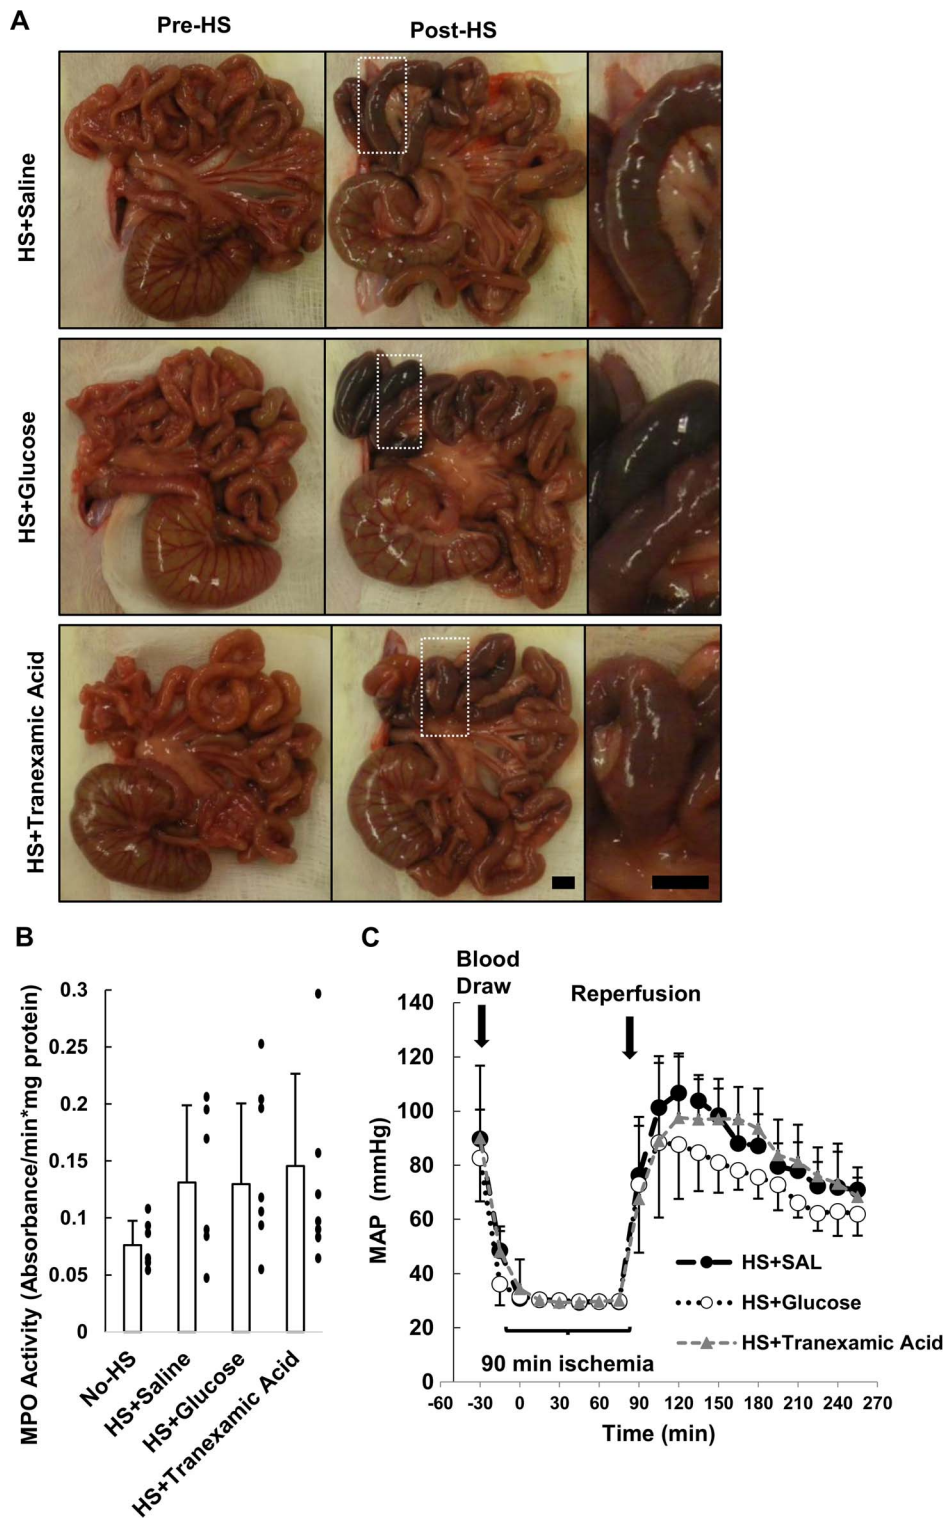 A
Pre-HS
Post-HS
HS+Saline
HS+Glucose
HS+Tranexamic Acid
B
MPO Activity (Absorbance/min*mg protein)
0.3
0.25
0.2
0.15
0.1
0.05
0
No-HS
HS+Saline
HS+Glucose
HS+Tranexamic Acid
C
Blood
Draw
Reperfusion
MAP (mmHg)
140
120
100
80
60
40
20
0
HS+SAL
HS+Glucose
HS+Tranexamic Acid
90 min ischemia
-60 -30 0 30 60 90 120 150 180 210 240 270
Time (min)